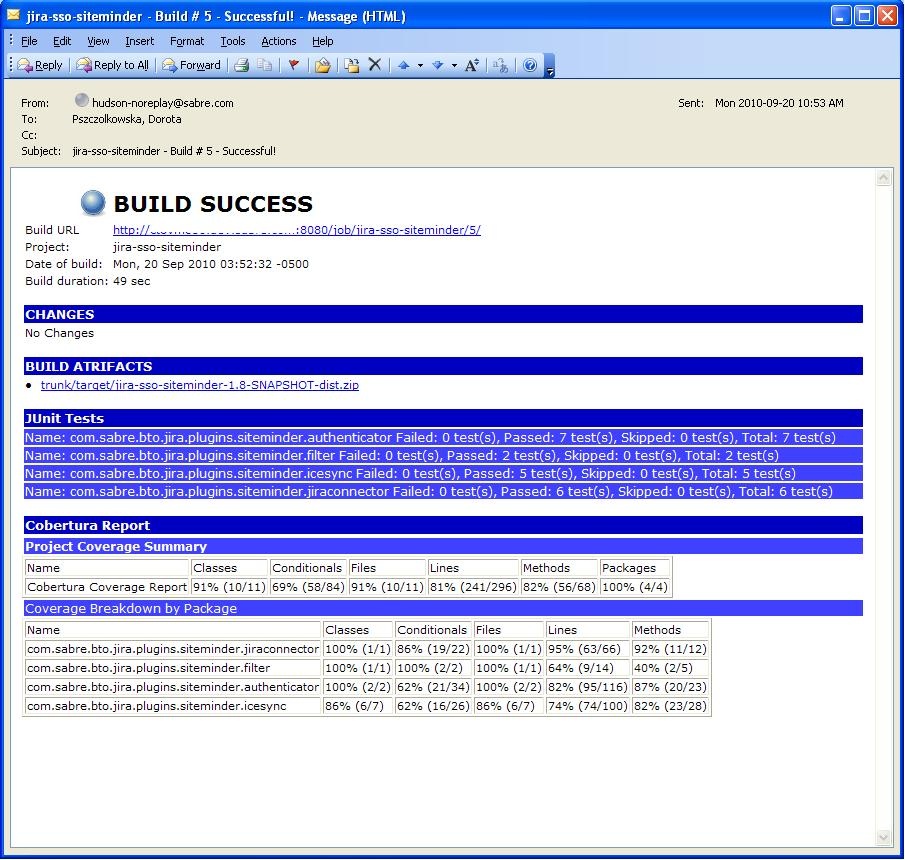 jira-sso-siteminder - Build # 5 - Successful! - Message (HTML)
File Edit View Insert Format Tools Actions Help
Reply Reply to All Forward
From: hudson-noreplay@sabre.com Sent: Mon 2010-09-20 10:53 AM
To: Pszczolkowska, Dorota
Cc:
Subject: jira-sso-siteminder - Build # 5 - Successful!
BUILD SUCCESS
Build URL http://:8080/job/jira-sso-siteminder/5/
Project: jira-sso-siteminder
Date of build: Mon, 20 Sep 2010 03:52:32 -0500
Build duration: 49 sec
CHANGES
No Changes
BUILD ATRIFACTS
• trunk/target/jira-sso-siteminder-1.8-SNAPSHOT-dist.zip
JUnit Tests
Name: com.sabre.bto.jira.plugins.siteminder.authenticator Failed: 0 test(s), Passed: 7 test(s), Skipped: 0 test(s), Total: 7 test(s)
Name: com.sabre.bto.jira.plugins.siteminder.filter Failed: 0 test(s), Passed: 2 test(s), Skipped: 0 test(s), Total: 2 test(s)
Name: com.sabre.bto.jira.plugins.siteminder.icesync Failed: 0 test(s), Passed: 5 test(s), Skipped: 0 test(s), Total: 5 test(s)
Name: com.sabre.bto.jira.plugins.siteminder.jiraconnector Failed: 0 test(s), Passed: 6 test(s), Skipped: 0 test(s), Total: 6 test(s)
Cobertura Report
Project Coverage Summary
Name Classes Conditionals Files Lines Methods Packages
Cobertura Coverage Report 91% (10/11) 69% (58/84) 91% (10/11) 81% (241/296) 82% (56/68) 100% (4/4)
Coverage Breakdown by Package
Name Classes Conditionals Files Lines Methods
com.sabre.bto.jira.plugins.siteminder.jiraconnector 100% (1/1) 86% (19/22) 100% (1/1) 95% (63/66) 92% (11/12)
com.sabre.bto.jira.plugins.siteminder.filter 100% (1/1) 100% (2/2) 100% (1/1) 64% (9/14) 40% (2/5)
com.sabre.bto.jira.plugins.siteminder.authenticator 100% (2/2) 62% (21/34) 100% (2/2) 82% (95/116) 87% (20/23)
com.sabre.bto.jira.plugins.siteminder.icesync 86% (6/7) 62% (16/26) 86% (6/7) 74% (74/100) 82% (23/28)